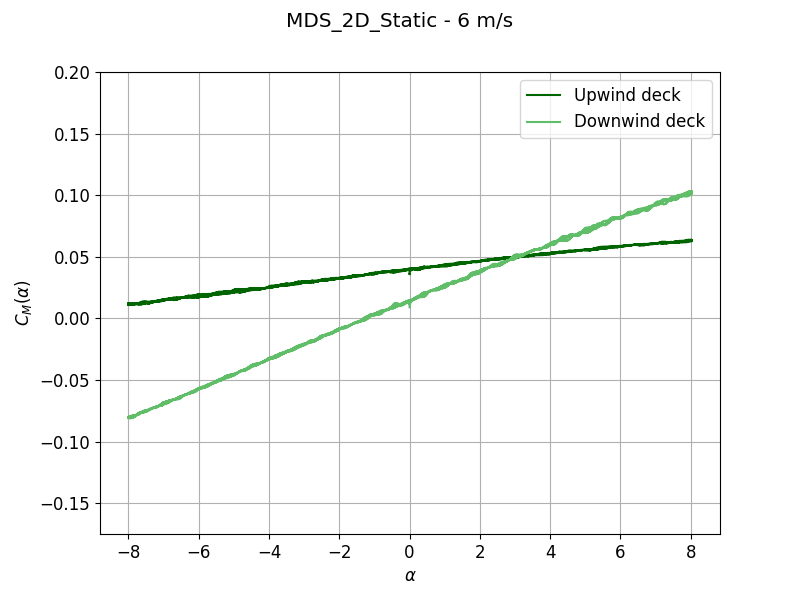 MDS_2D_Static - 6 m/s
Upwind deck
Downwind deck
0.20
0.15
0.10
0.05
0.00
−0.05
−0.10
−0.15
C_M(α)
−8 −6 −4 −2 0 2 4 6 8
α